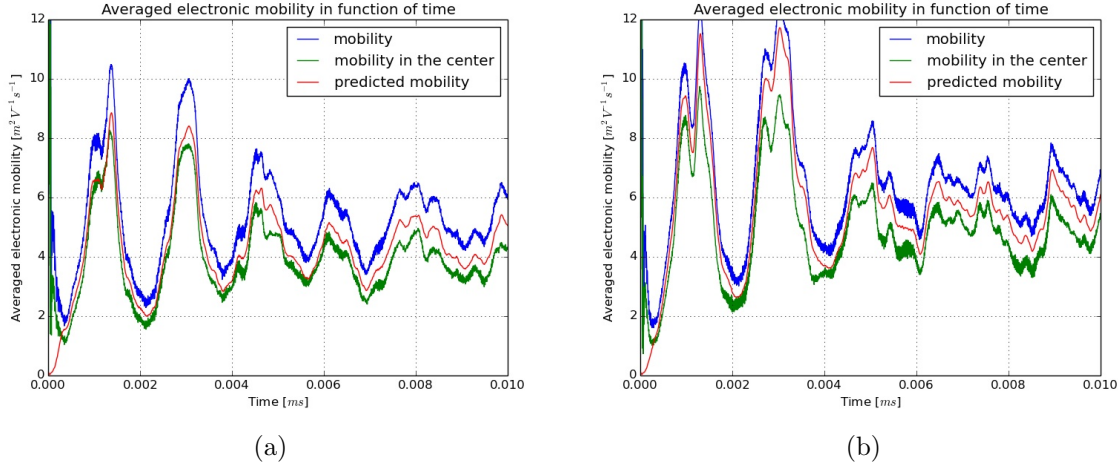 Averaged electronic mobility in function of time
12
10
8
6
4
2
0
0.000
0.002
0.004
0.006
0.008
0.010
Averaged electronic mobility [m² V⁻¹ s⁻¹]
Time [ms]
mobility
mobility in the center
predicted mobility
(a)
Averaged electronic mobility in function of time
12
10
8
6
4
2
0
0.000
0.002
0.004
0.006
0.008
0.010
Averaged electronic mobility [m² V⁻¹ s⁻¹]
Time [ms]
mobility
mobility in the center
predicted mobility
(b)